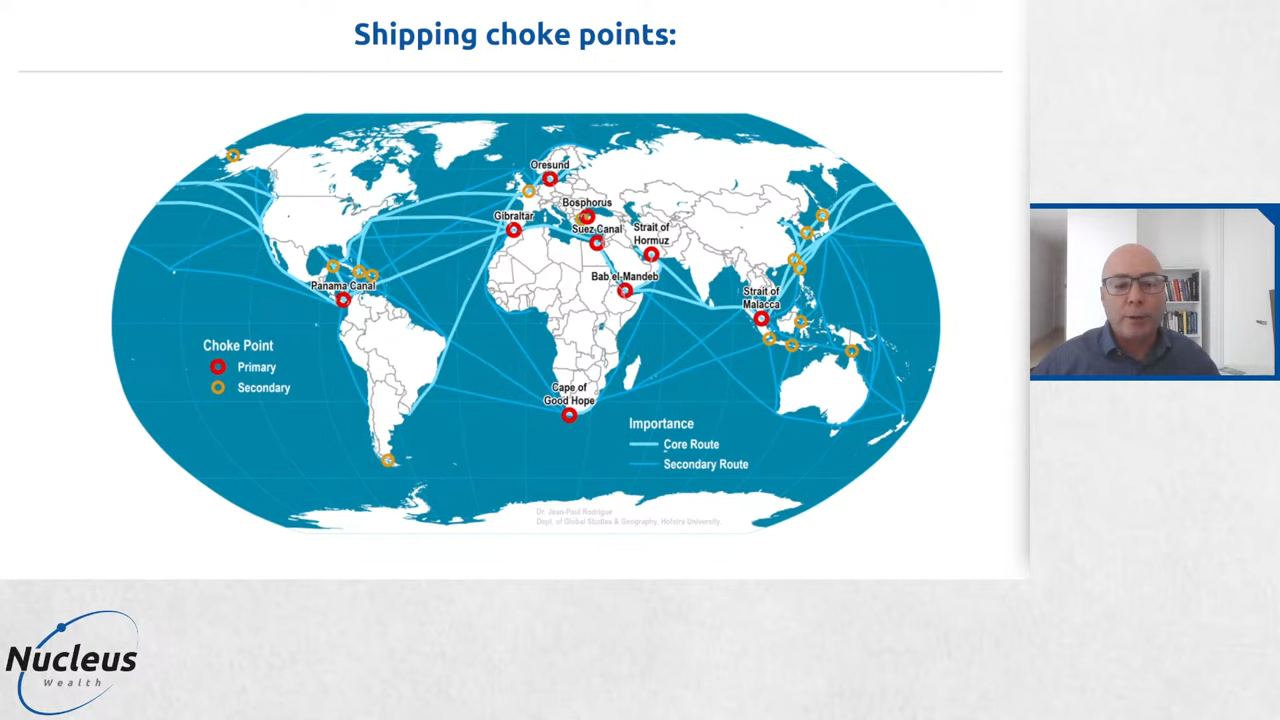 Shipping choke points:
Oresund
Bosphorus
Gibraltar
Suez Canal
Strait of
Hormuz
Bab el-Mandeb
Panama Canal
Strait of
Malacca
Choke Point
Primary
Secondary
Cape of
Good Hope
Importance
Core Route
Secondary Route
Dr. Jean-Paul Rodrigue
Dept. of Global Studies & Geography, Hofstra University.
Nucleus
Wealth